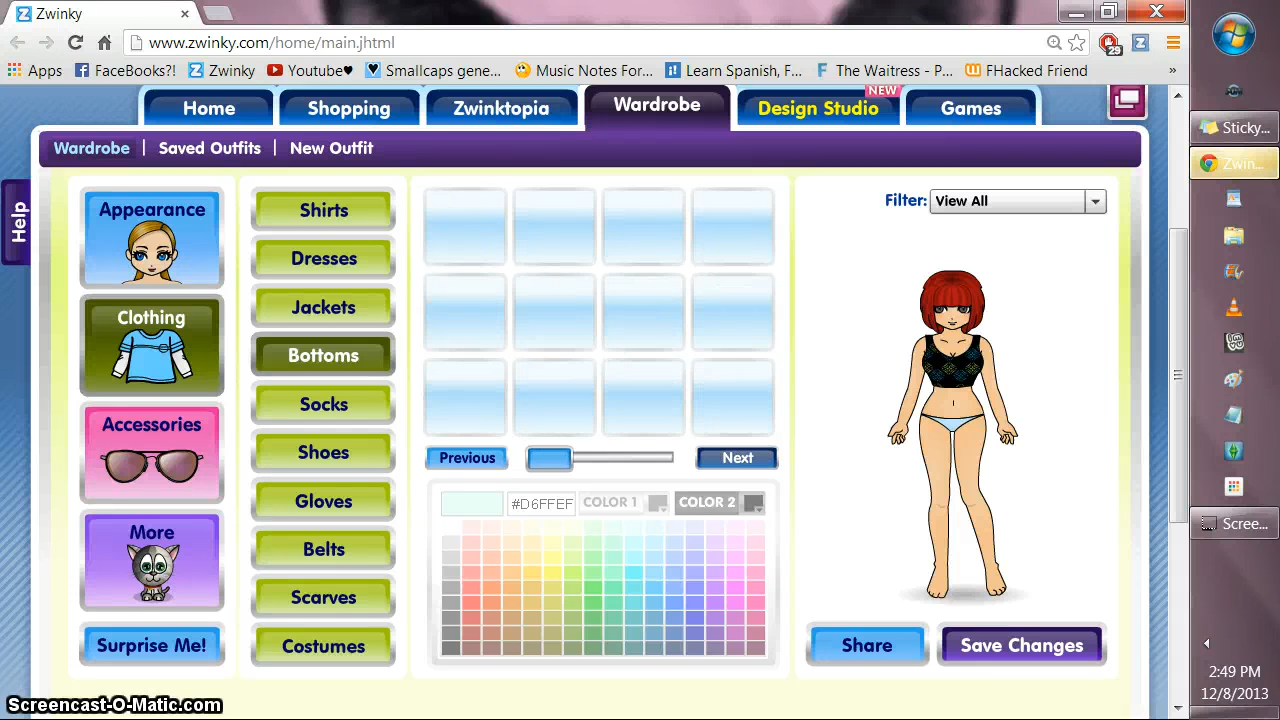 Zwinky
www.zwinky.com/home/main.jhtml
29
Apps FaceBooks?! Zwinky Youtube♥ Smallcaps gene... Music Notes For... Learn Spanish, F... The Waitress - P... FHacked Friend »
Home Shopping Zwinktopia Wardrobe Design Studio NEW Games
Wardrobe | Saved Outfits | New Outfit
Help
Appearance
Clothing
Accessories
More
Surprise Me!
Shirts
Dresses
Jackets
Bottoms
Socks
Shoes
Gloves
Belts
Scarves
Costumes
Previous Next
#D6FFEF COLOR 1 COLOR 2
Filter: View All
Share Save Changes
Sticky...
Zwin...
Scree...
2:49 PM
12/8/2013
Screencast-O-Matic.com